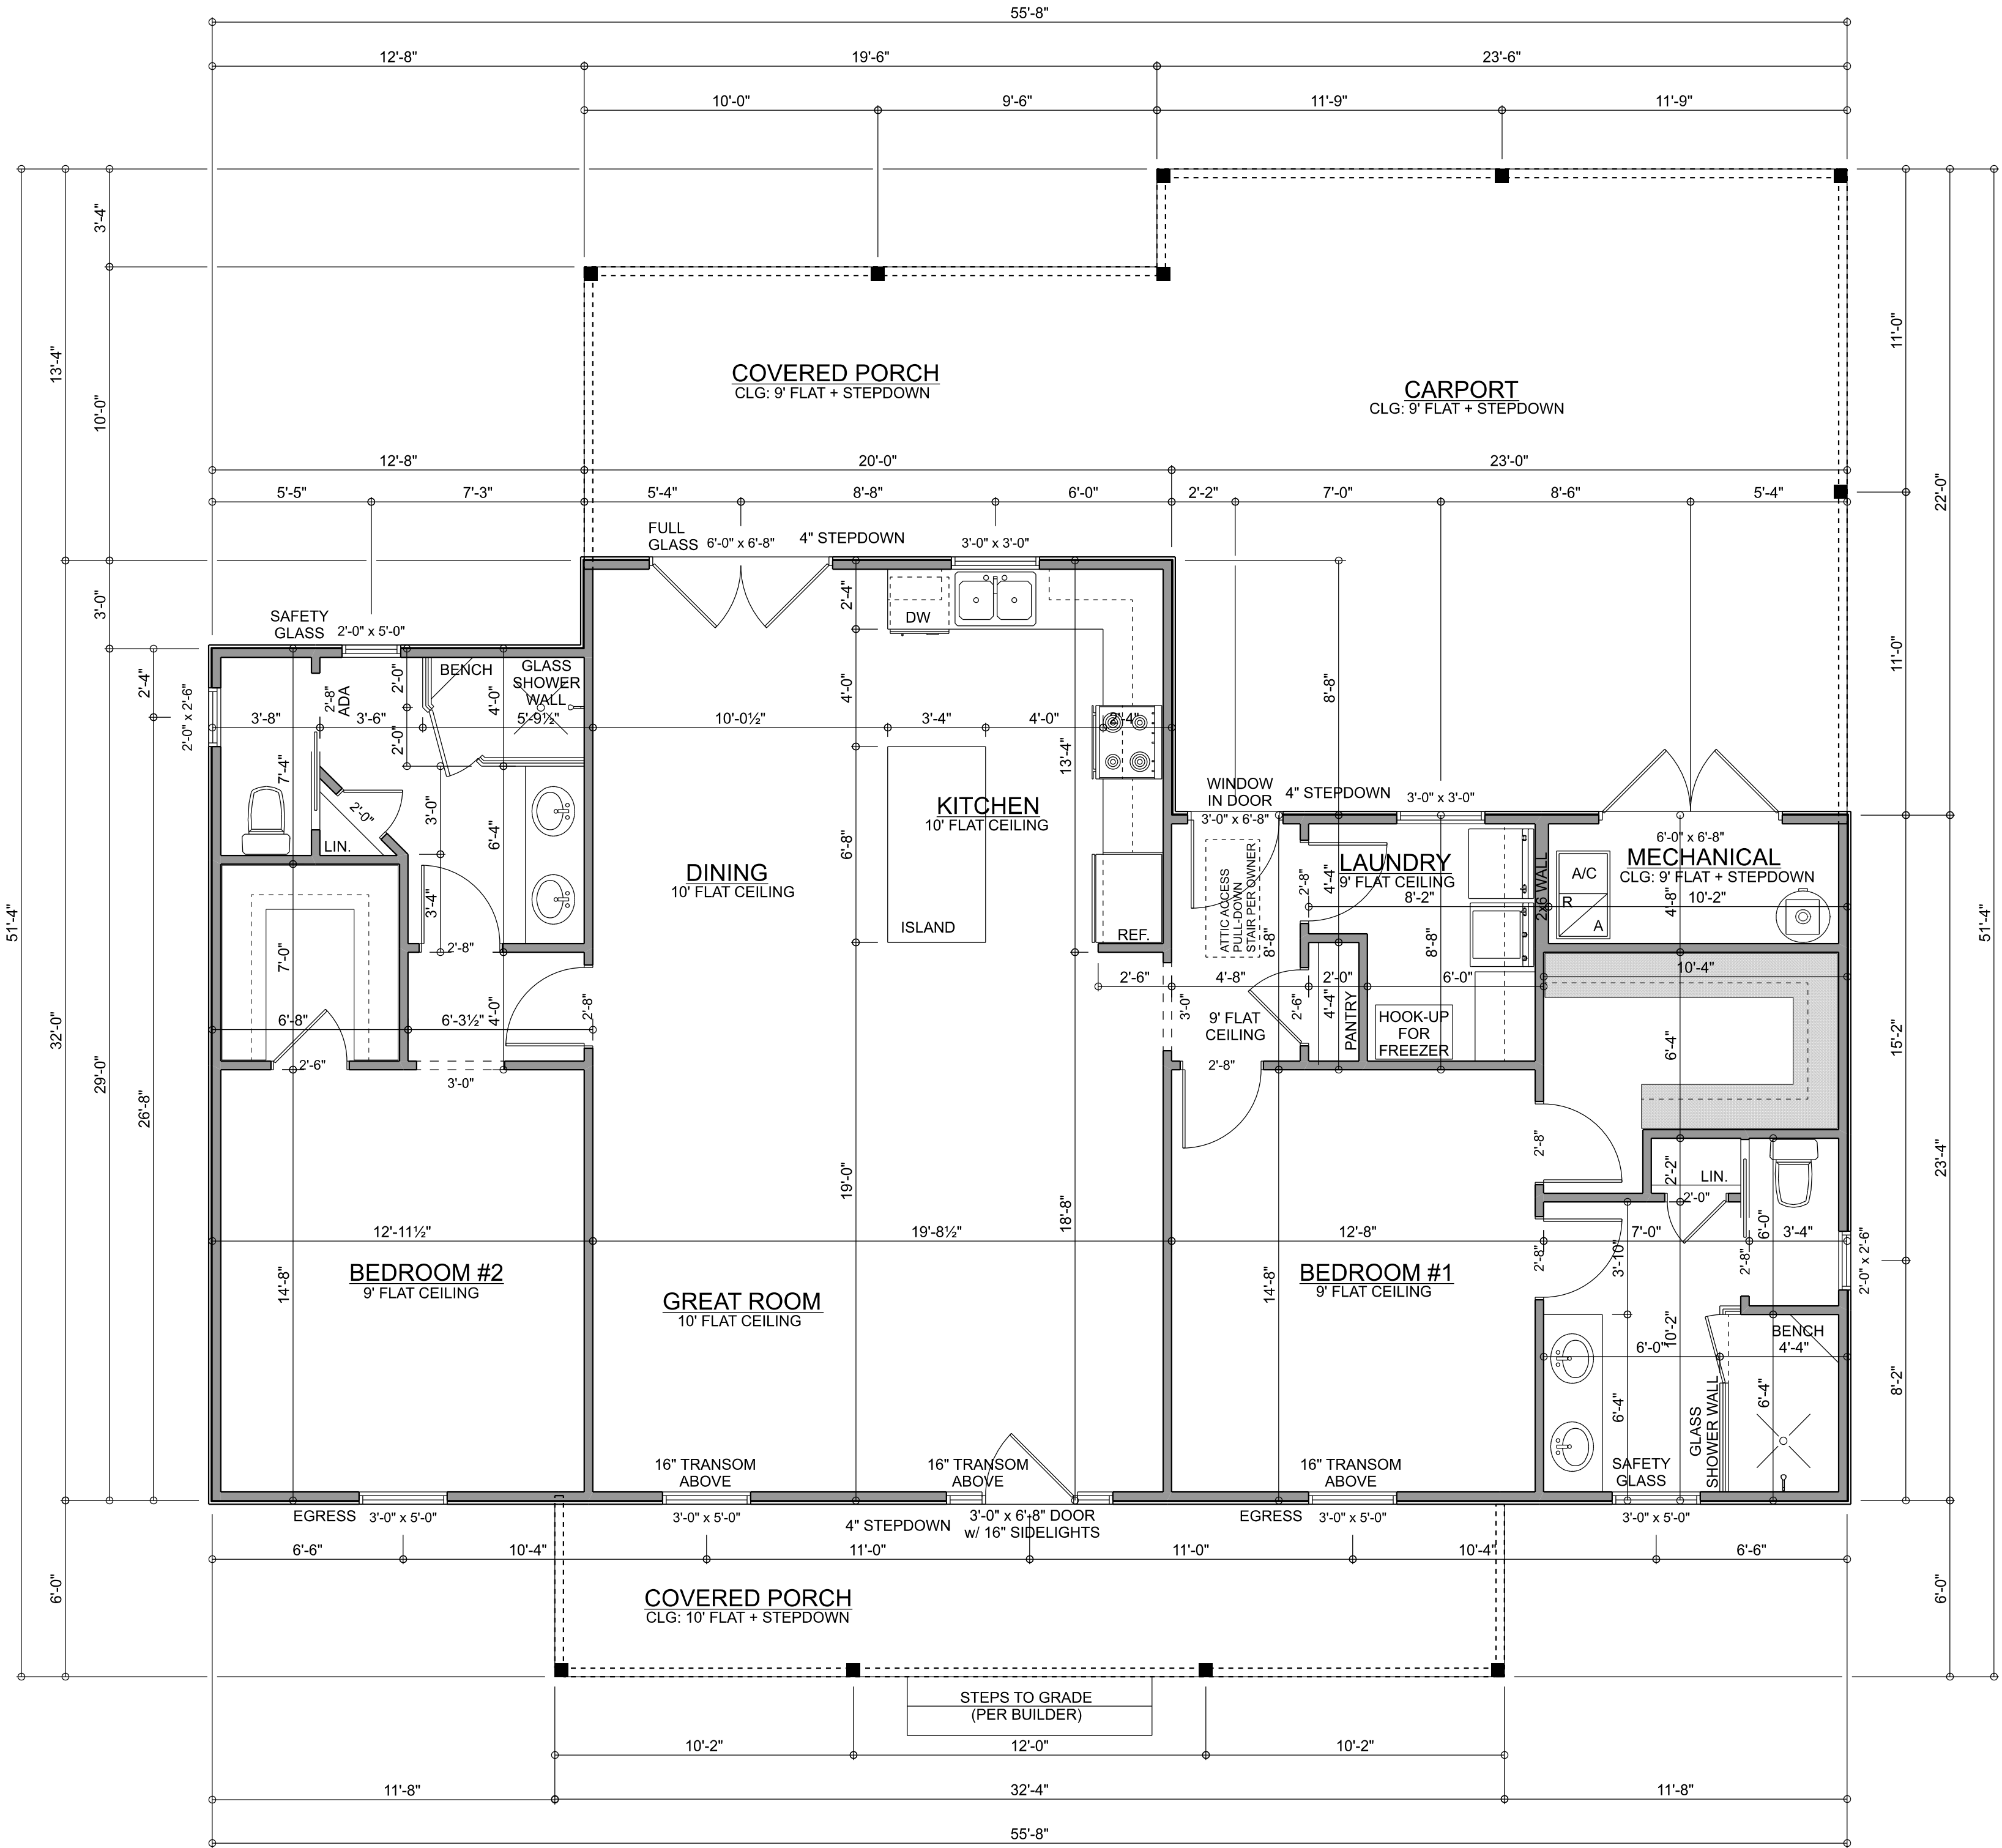 55'-8"
12'-8" 19'-6" 23'-6"
10'-0" 9'-6" 11'-9" 11'-9"
3'-4"
13'-4"
10'-0"
3'-0"
51'-4"
32'-0"
29'-0"
2'-4"
26'-8"
6'-0"
11'-0"
22'-0"
11'-0"
51'-4"
15'-2"
23'-4"
8'-2"
6'-0"
COVERED PORCH
CLG: 9' FLAT + STEPDOWN
CARPORT
CLG: 9' FLAT + STEPDOWN
12'-8" 20'-0" 23'-0"
5'-5" 7'-3" 5'-4" 8'-8" 6'-0" 2'-2" 7'-0" 8'-6" 5'-4"
FULL
GLASS 6'-0" x 6'-8"
4" STEPDOWN
3'-0" x 3'-0"
SAFETY
GLASS 2'-0" x 5'-0"
2'-0" x 2'-6"
2'-8"
ADA
2'-0"
2'-0"
BENCH
4'-0"
GLASS
SHOWER
WALL
3'-8" 3'-6" 5'-9½" 10'-0½" 3'-4" 4'-0" 2'-4"
7'-4"
2'-0"
LIN.
3'-0"
6'-4"
3'-4"
2'-8"
7'-0"
6'-8" 6'-3½"
4'-0"
2'-8"
2'-6"
3'-0"
2'-4"
DW
4'-0"
8'-8"
13'-4"
6'-8"
KITCHEN
10' FLAT CEILING
DINING
10' FLAT CEILING
ISLAND
REF.
WINDOW
IN DOOR
4" STEPDOWN
3'-0" x 3'-0"
3'-0" x 6'-8"
ATTIC ACCESS
PULL-DOWN
STAIR PER OWNER
8'-8"
2'-8"
4'-4"
LAUNDRY
9' FLAT CEILING
8'-2"
8'-8"
2x6 WALL
A/C
R
A
6'-0" x 6'-8"
MECHANICAL
CLG: 9' FLAT + STEPDOWN
4'-8"
10'-2"
10'-4"
2'-6" 4'-8" 2'-0" 6'-0"
3'-0"
9' FLAT
CEILING
2'-6"
4'-4"
PANTRY
HOOK-UP
FOR
FREEZER
2'-8"
6'-4"
2'-8"
2'-2"
LIN.
2'-0"
19'-0"
18'-8"
12'-11½" 19'-8½" 12'-8" 7'-0" 3'-4"
2'-8"
3'-10"
2'-8"
6'-0"
2'-0" x 2'-6"
14'-8"
BEDROOM #2
9' FLAT CEILING
GREAT ROOM
10' FLAT CEILING
14'-8"
BEDROOM #1
9' FLAT CEILING
10'-2"
BENCH
6'-0" 4'-4"
6'-4"
GLASS
SHOWER WALL
6'-4"
16" TRANSOM
ABOVE
16" TRANSOM
ABOVE
16" TRANSOM
ABOVE
SAFETY
GLASS
EGRESS 3'-0" x 5'-0"
3'-0" x 5'-0"
4" STEPDOWN
3'-0" x 6'-8" DOOR
w/ 16" SIDELIGHTS
EGRESS 3'-0" x 5'-0"
3'-0" x 5'-0"
6'-6" 10'-4" 11'-0" 11'-0" 10'-4" 6'-6"
COVERED PORCH
CLG: 10' FLAT + STEPDOWN
STEPS TO GRADE
(PER BUILDER)
10'-2" 12'-0" 10'-2"
11'-8" 32'-4" 11'-8"
55'-8"